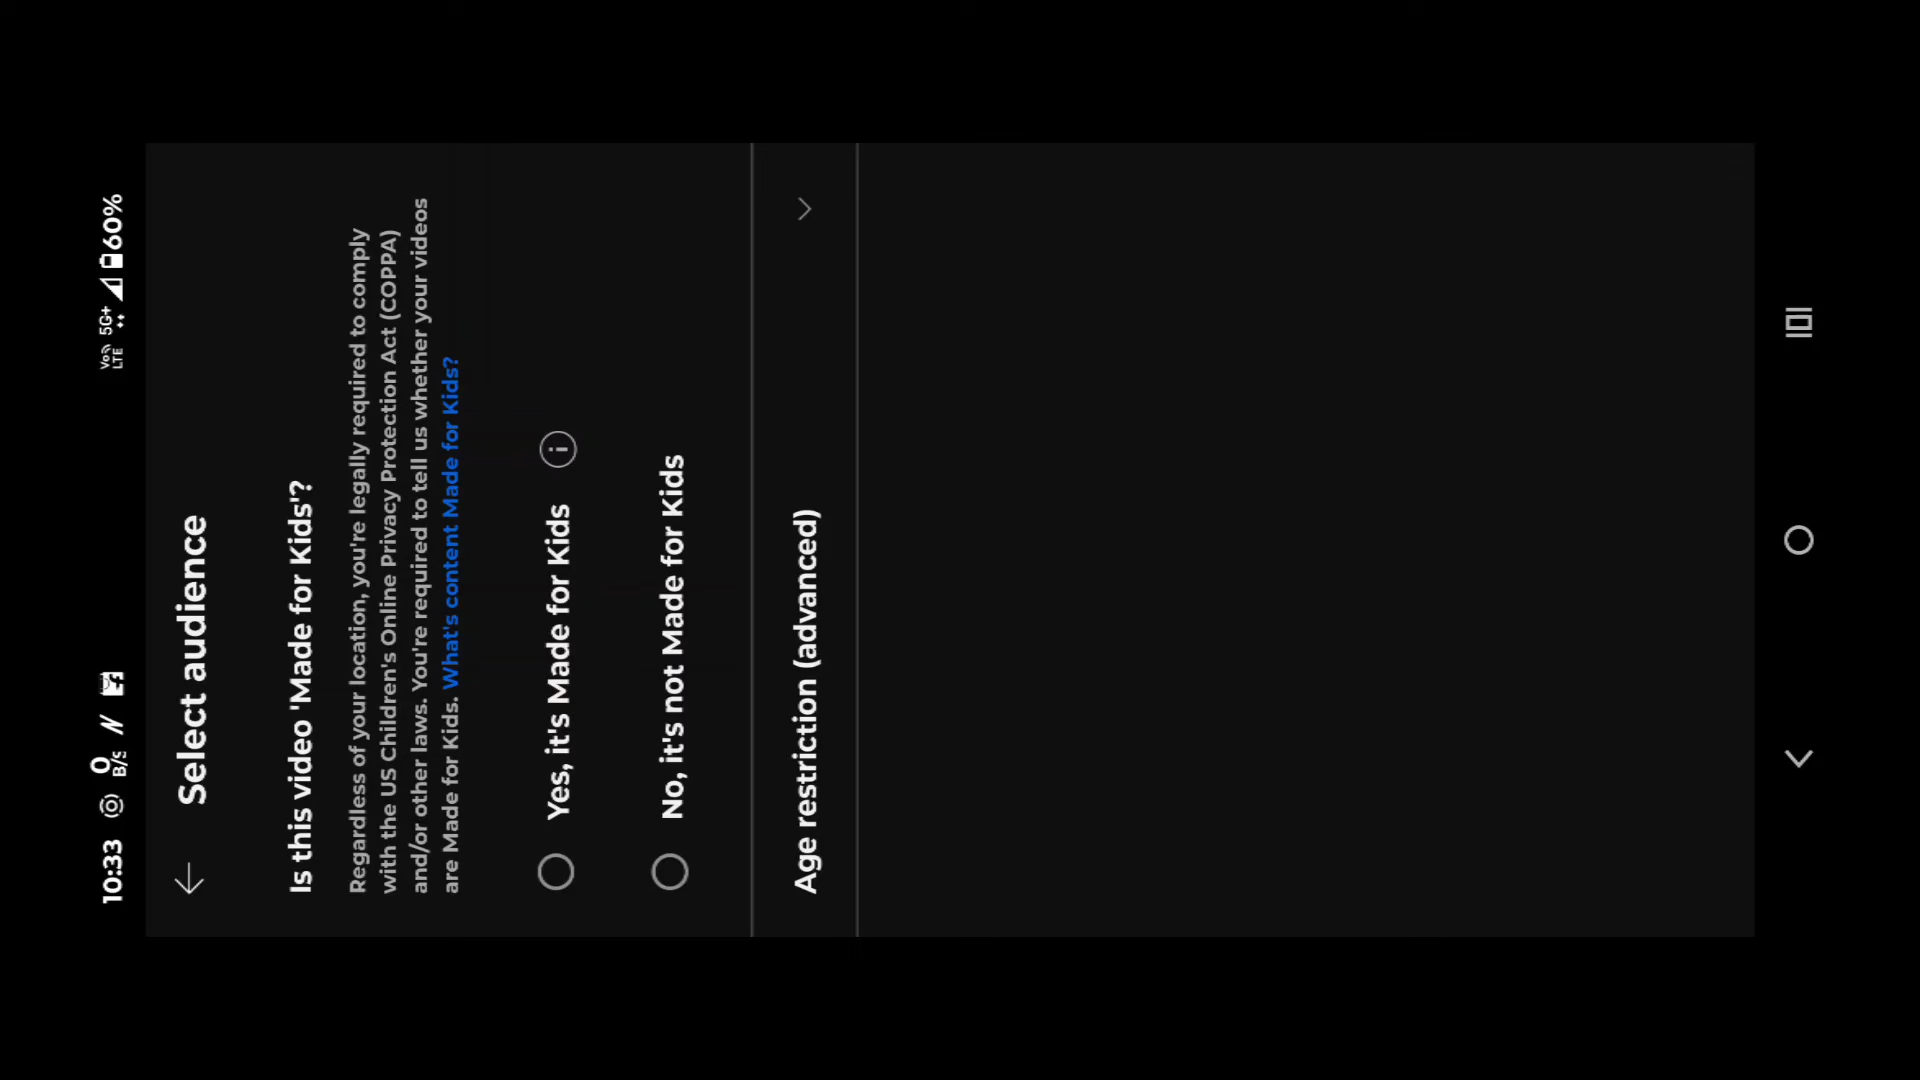 10:33 0 B/S Vo LTE 5G+ 60%
Select audience
Is this video 'Made for Kids'?
Regardless of your location, you're legally required to comply
with the US Children's Online Privacy Protection Act (COPPA)
and/or other laws. You're required to tell us whether your videos
are Made for Kids. What's content Made for Kids?
Yes, it's Made for Kids
No, it's not Made for Kids
Age restriction (advanced)